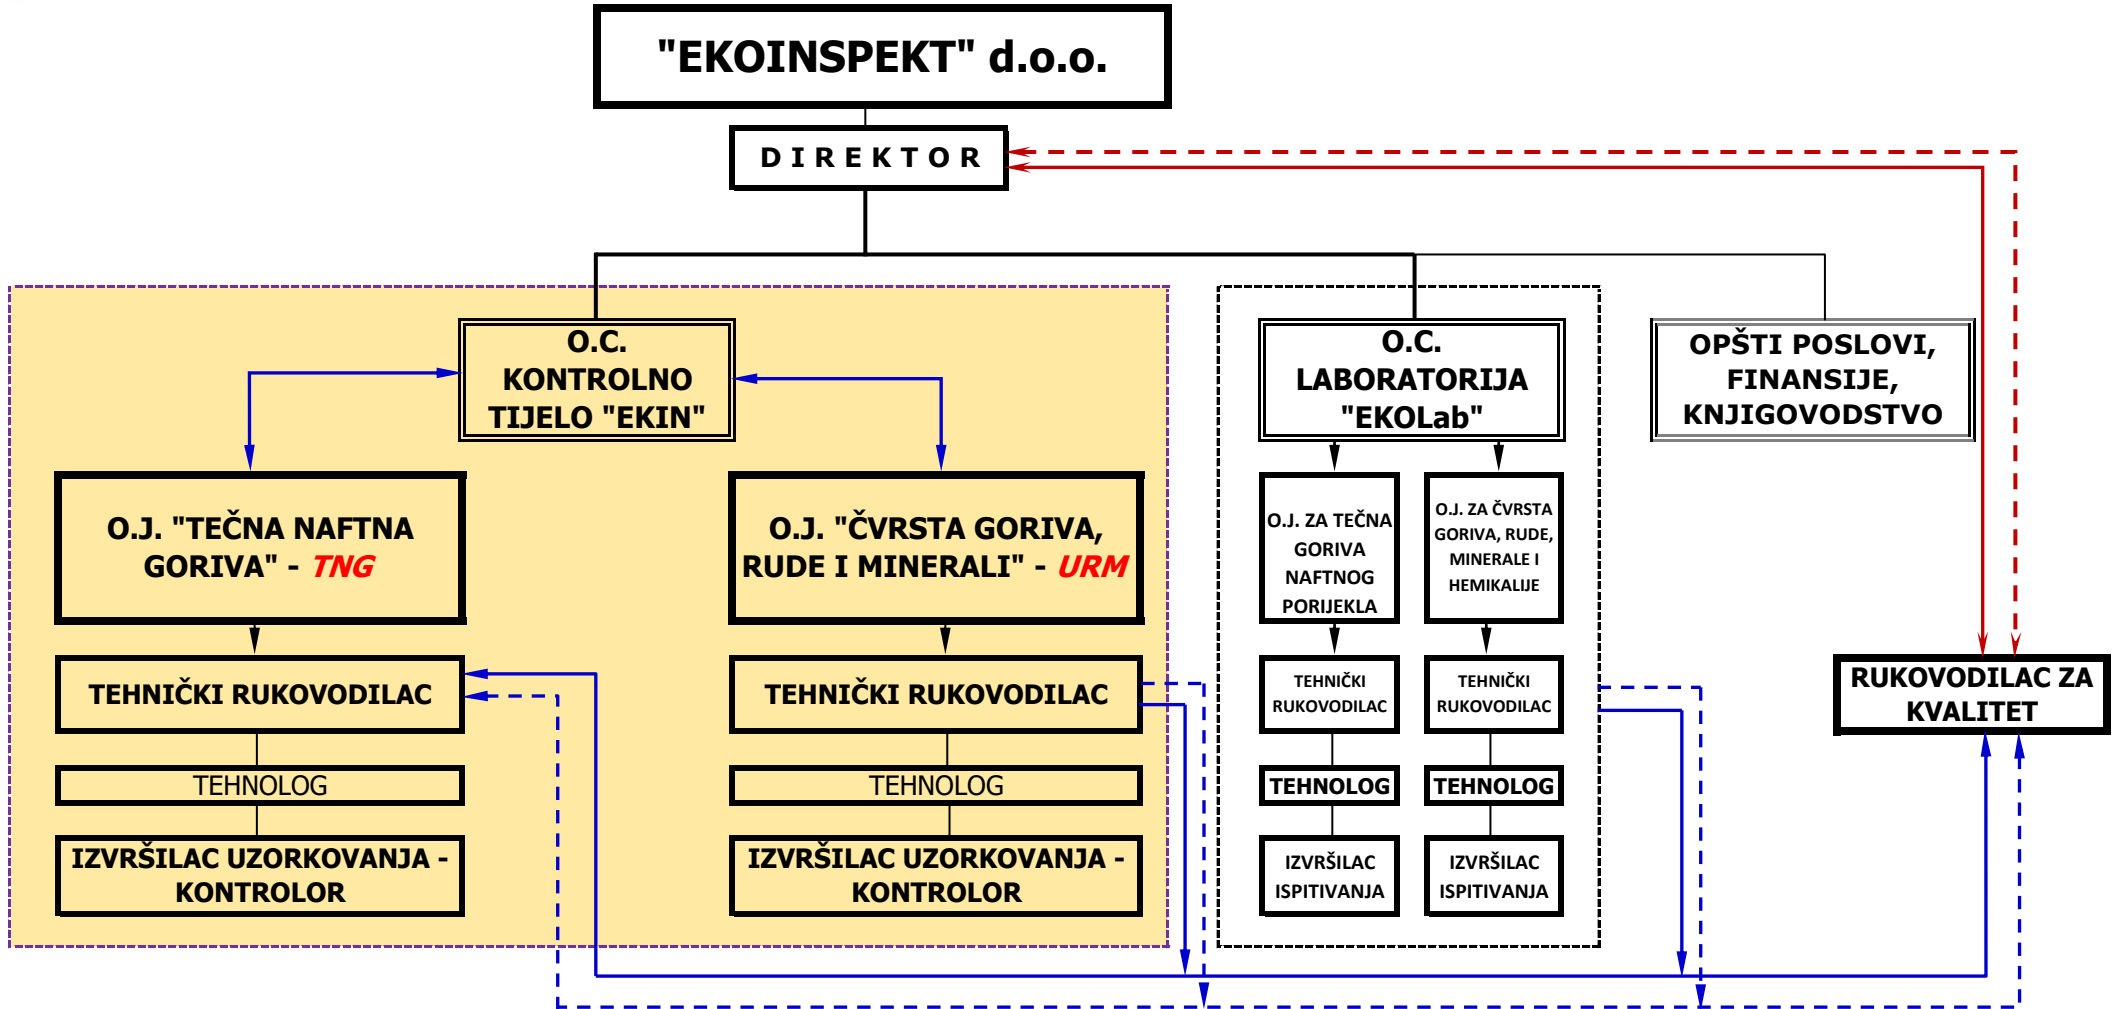 "EKOINSPEKT" d.o.o.
D I R E K T O R
O.C.
KONTROLNO
TIJELO "EKIN"
O.C.
LABORATORIJA
"EKOLab"
OPŠTI POSLOVI,
FINANSIJE,
KNJIGOVODSTVO
O.J. "TEČNA NAFTNA
GORIVA" - TNG
O.J. "ČVRSTA GORIVA,
RUDE I MINERALI" - URM
O.J. ZA TEČNA
GORIVA
NAFTNOG
PORIJEKLA
O.J. ZA ČVRSTA
GORIVA, RUDE,
MINERALE I
HEMIKALIJE
TEHNIČKI RUKOVODILAC
TEHNIČKI RUKOVODILAC
TEHNIČKI
RUKOVODILAC
TEHNIČKI
RUKOVODILAC
RUKOVODILAC ZA
KVALITET
TEHNOLOG
TEHNOLOG
TEHNOLOG
TEHNOLOG
IZVRŠILAC UZORKOVANJA -
KONTROLOR
IZVRŠILAC UZORKOVANJA -
KONTROLOR
IZVRŠILAC
ISPITIVANJA
IZVRŠILAC
ISPITIVANJA